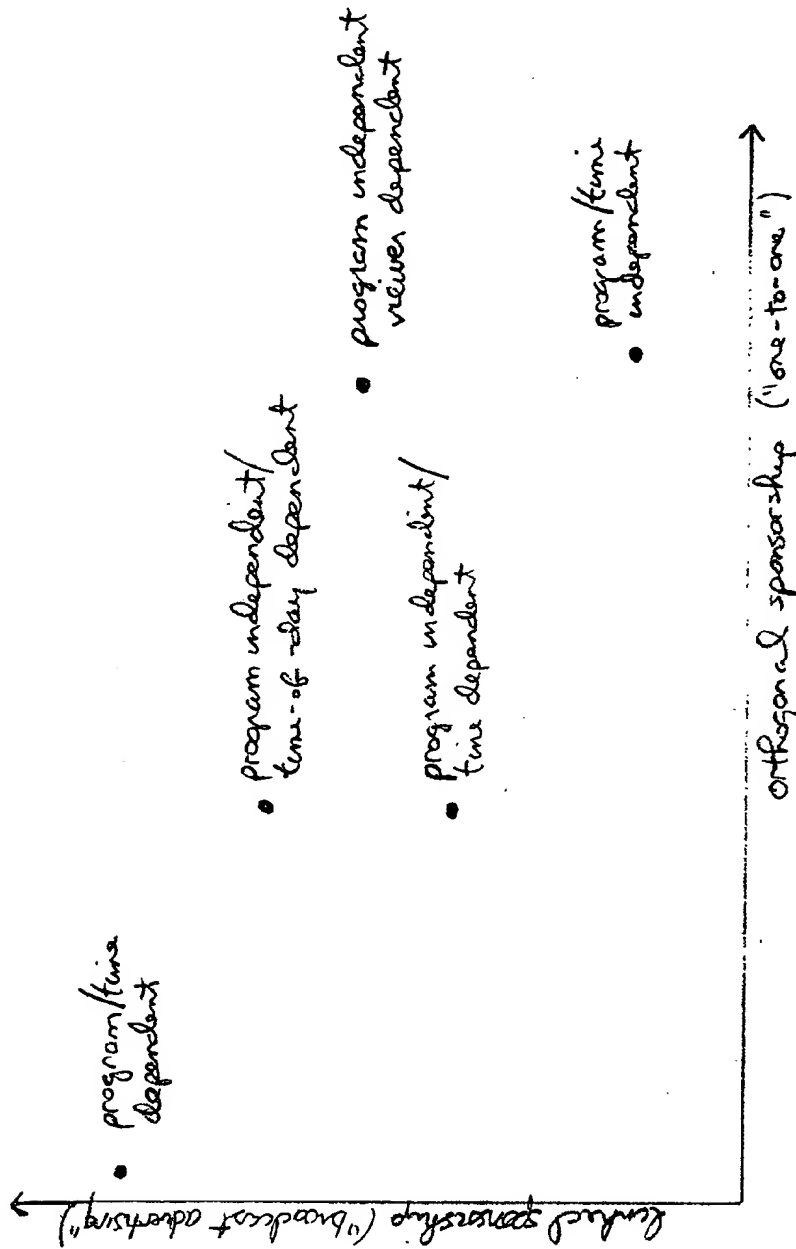 linked sponsorship ("broadcast advertising")
program/time
dependent
program independent/
time-of-day dependent
program independent
viewer dependent
program independent/
time dependent
program/time
independent
orthogonal sponsorship ("one-to-one")